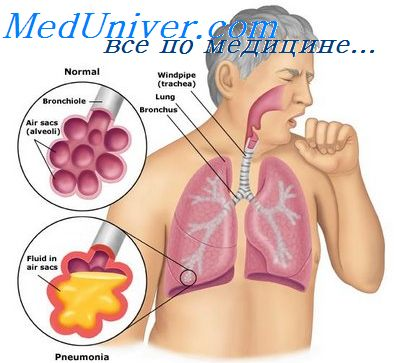 MedUniver.com
все по медицине...
Normal
Bronchiole
Air sacs
(alveoli)
Windpipe
(trachea)
Lung
Bronchus
Fluid in
air sacs
Pneumonia